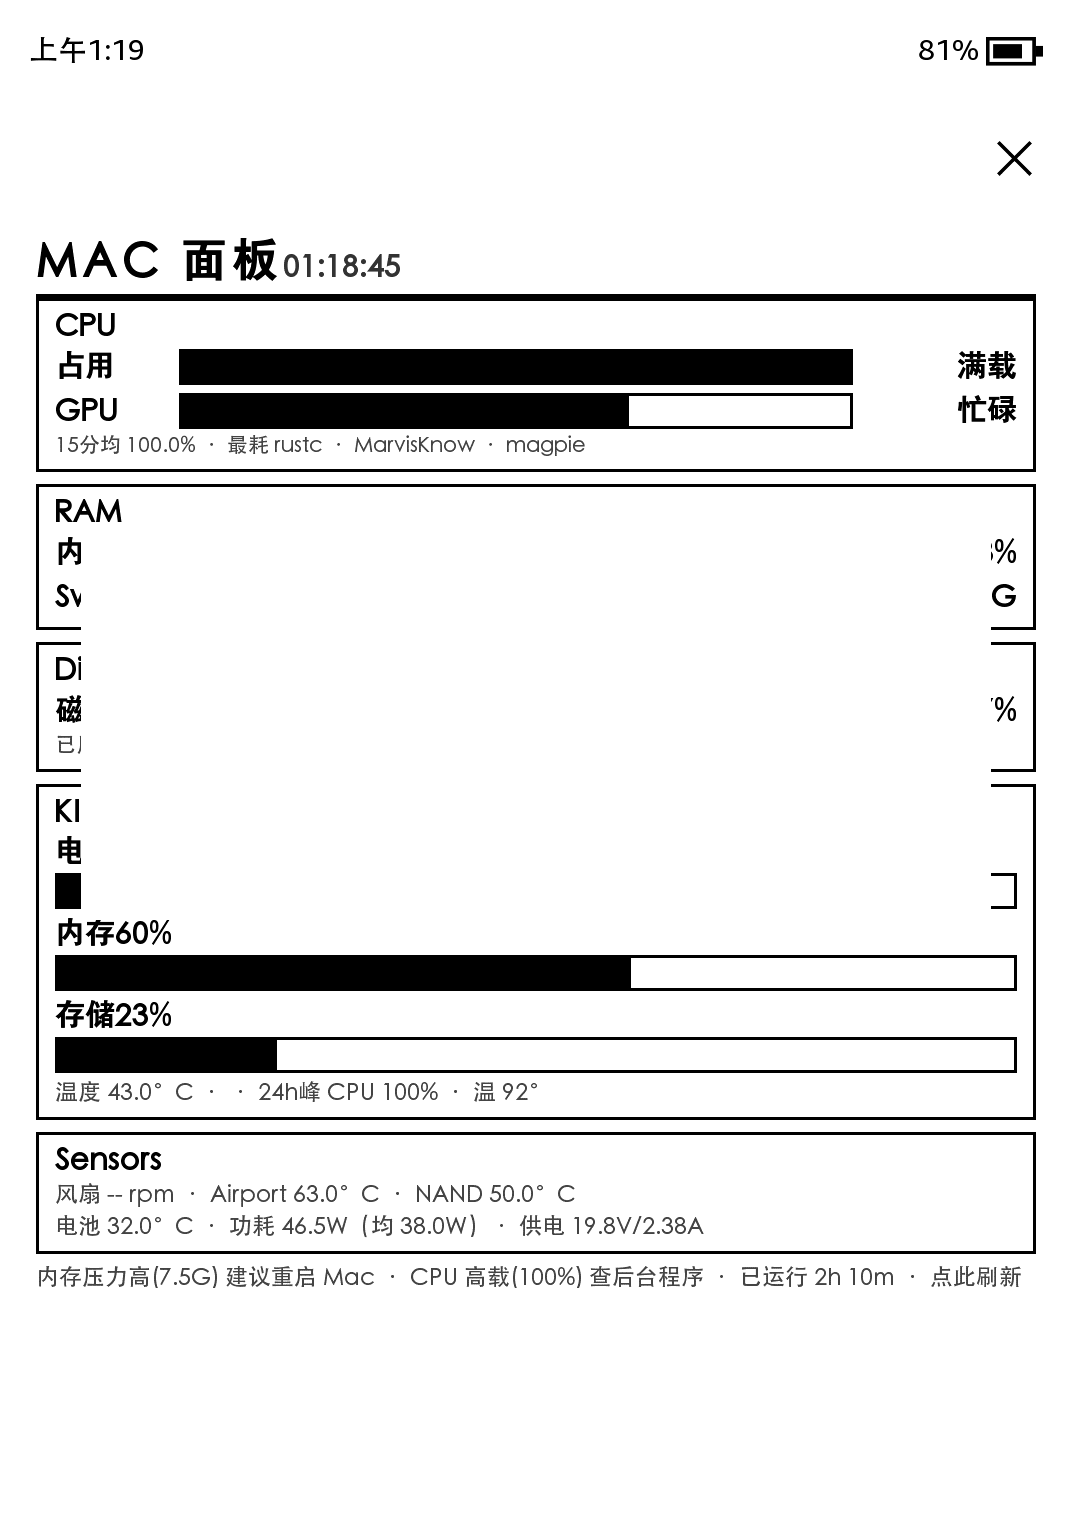 上午1:19 81%
MAC 面板 01:18:45
CPU
占用 满载
GPU 忙碌
15分均 100.0% · 最耗 rustc · MarvisKnow · magpie
RAM
内 %
G
磁 %
已
电
内存60%
存储23%
温度 43.0°C · · 24h峰 CPU 100% · 温 92°
Sensors
风扇 -- rpm · Airport 63.0°C · NAND 50.0°C
电池 32.0°C · 功耗 46.5W (均 38.0W) · 供电 19.8V/2.38A
内存压力高(7.5G) 建议重启 Mac · CPU 高载(100%) 查后台程序 · 已运行 2h 10m · 点此刷新